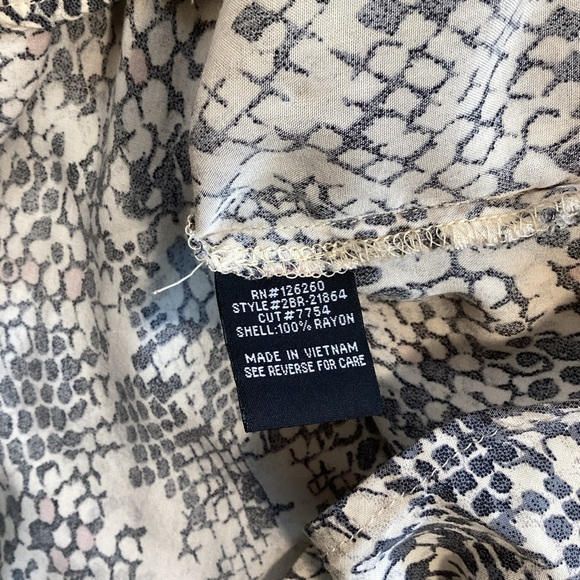 RN#126260
STYLE#2BR-21864
CUT#7754
SHELL:100% RAYON
MADE IN VIETNAM
SEE REVERSE FOR CARE